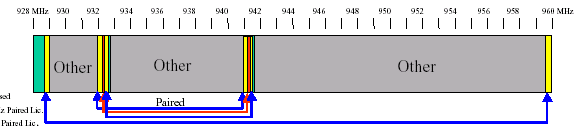 928 MHz 930 932 934 936 938 940 942 944 946 948 950 952 954 956 958 960 MHz
Other Other Other
Paired
sed
z Paired Lic.
Paired Lic.